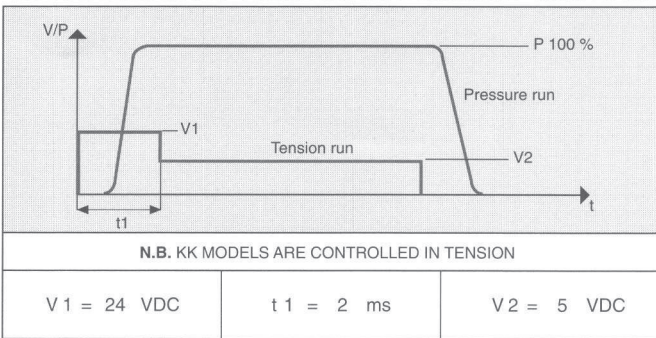 V/P
P 100 %
Pressure run
V1
Tension run
V2
t
t1
N.B. KK MODELS ARE CONTROLLED IN TENSION
V 1 = 24 VDC
t 1 = 2 ms
V 2 = 5 VDC